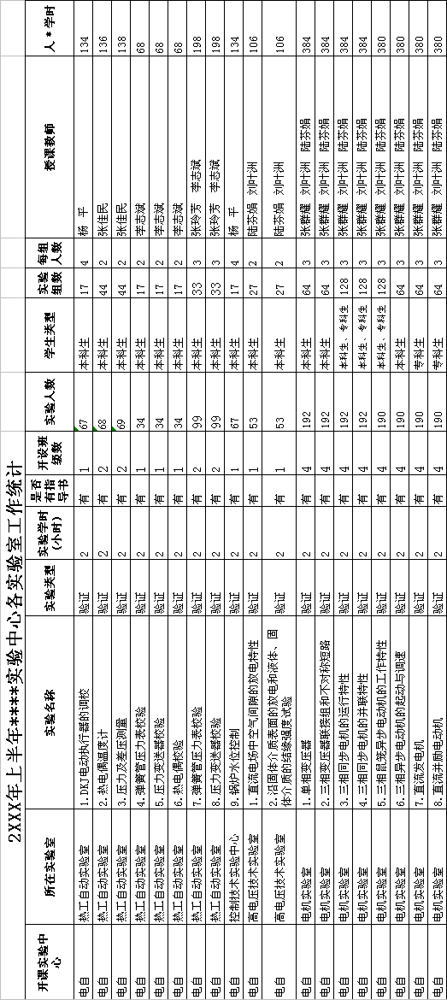 2XXX年上半年****实验中心各实验室工作统计
开课实验中心 所在实验室 实验名称 实验类型 实验学时(小时) 是否有指导书 开设班级数 实验人数 学生类型 实验组数 每组人数 授课教师 人*学时
电自 热工自动实验室 1.DKJ电动执行器的调校 验证 2 有 1 67 本科生 17 4 杨 平 134
电自 热工自动实验室 2.热电偶温度计 验证 2 有 2 68 本科生 44 2 张佳民 136
电自 热工自动实验室 3.压力及差压测量 验证 2 有 2 69 本科生 44 2 张佳民 138
电自 热工自动实验室 4.弹簧管压力表校验 验证 2 有 1 34 本科生 17 2 李志斌 68
电自 热工自动实验室 5.压力变送器校验 验证 2 有 1 34 本科生 17 2 李志斌 68
电自 热工自动实验室 6.热电偶校验 验证 2 有 1 34 本科生 17 2 李志斌 68
电自 热工自动实验室 7.弹簧管压力表校验 验证 2 有 2 99 本科生 33 3 张玲芳 李志斌 198
电自 热工自动实验室 8.压力变送器校验 验证 2 有 2 99 本科生 33 3 张玲芳 李志斌 198
电自 控制技术实验中心 9.锅炉水位控制 验证 2 有 1 67 本科生 17 4 杨 平 134
电自 高电压技术实验室 1.直流电场中空气间隙的放电特性 验证 2 有 1 53 本科生 27 2 陆芬娟 刘叶洲 106
电自 高电压技术实验室 2.沿固体介质表面的放电和液体、固体介质的结缘强度试验 验证 2 有 1 53 本科生 27 2 陆芬娟 刘叶洲 106
电自 电机实验室 1.单相变压器 验证 2 有 4 192 本科生 64 3 张群耀 刘叶洲 陆芬娟 384
电自 电机实验室 2.三相变压器联接组和不对称短路 验证 2 有 4 192 本科生 64 3 张群耀 刘叶洲 陆芬娟 384
电自 电机实验室 3.三相同步电机的运行特性 验证 2 有 4 192 本科生、专科生 128 3 张群耀 刘叶洲 陆芬娟 384
电自 电机实验室 4.三相同步电机的并联特性 验证 2 有 4 192 本科生、专科生 128 3 张群耀 刘叶洲 陆芬娟 384
电自 电机实验室 5.三相鼠笼异步电动机的工作特性 验证 2 有 4 190 本科生、专科生 128 3 张群耀 刘叶洲 陆芬娟 380
电自 电机实验室 6.三相异步电动机的起动与调速 验证 2 有 4 190 本科生 64 3 张群耀 刘叶洲 陆芬娟 380
电自 电机实验室 7.直流发电机 验证 2 有 4 190 专科生 64 3 张群耀 刘叶洲 陆芬娟 380
电自 电机实验室 8.直流并励电动机 验证 2 有 4 190 专科生 64 3 张群耀 刘叶洲 陆芬娟 380